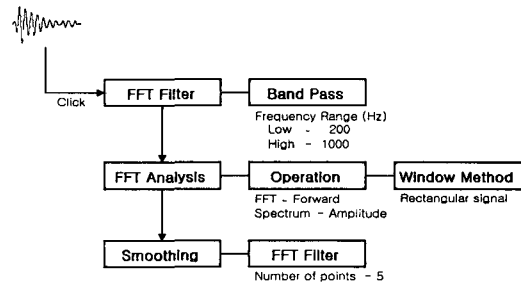 Click
FFT Filter
Band Pass
Frequency Range (Hz)
Low - 200
High - 1000
FFT Analysis
Operation
Window Method
FFT - Forward
Spectrum - Amplitude
Rectangular signal
Smoothing
FFT Filter
Number of points - 5